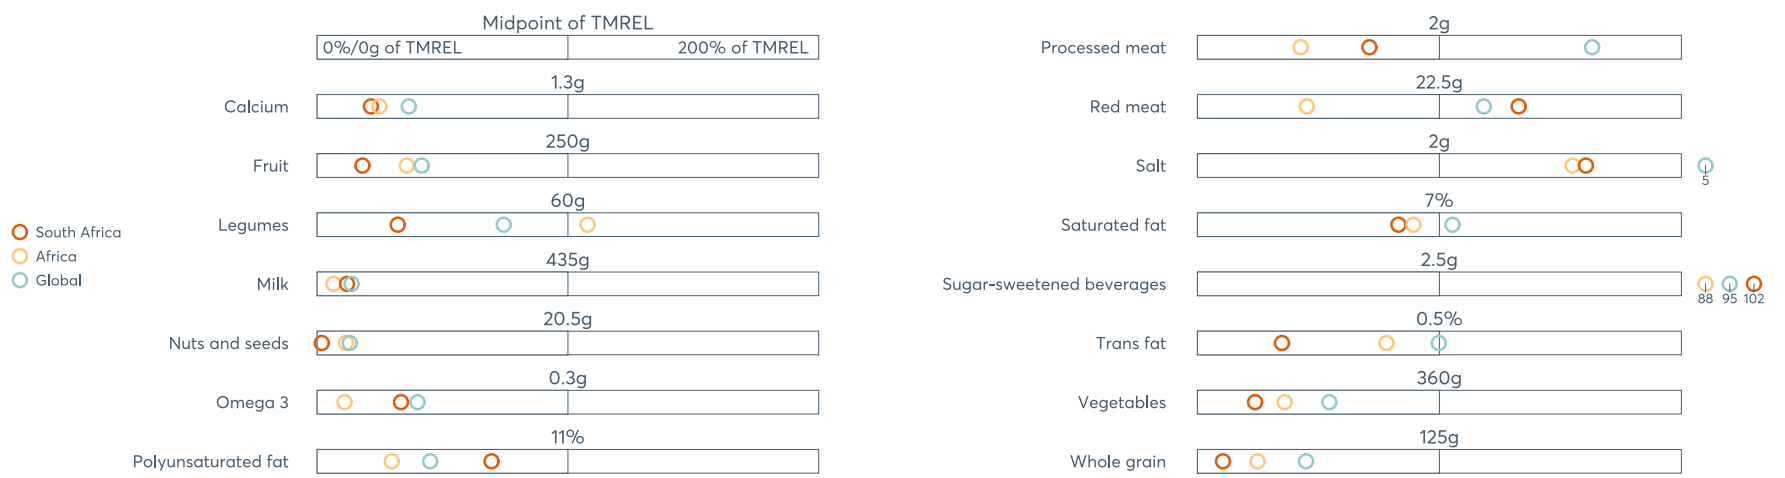 Midpoint of TMREL
0%/0g of TMREL 200% of TMREL
1.3g
Calcium
250g
Fruit
60g
Legumes
435g
Milk
20.5g
Nuts and seeds
0.3g
Omega 3
11%
Polyunsaturated fat
South Africa
Africa
Global
2g
Processed meat
22.5g
Red meat
2g
Salt
5
7%
Saturated fat
2.5g
Sugar-sweetened beverages
88 95 102
0.5%
Trans fat
360g
Vegetables
125g
Whole grain